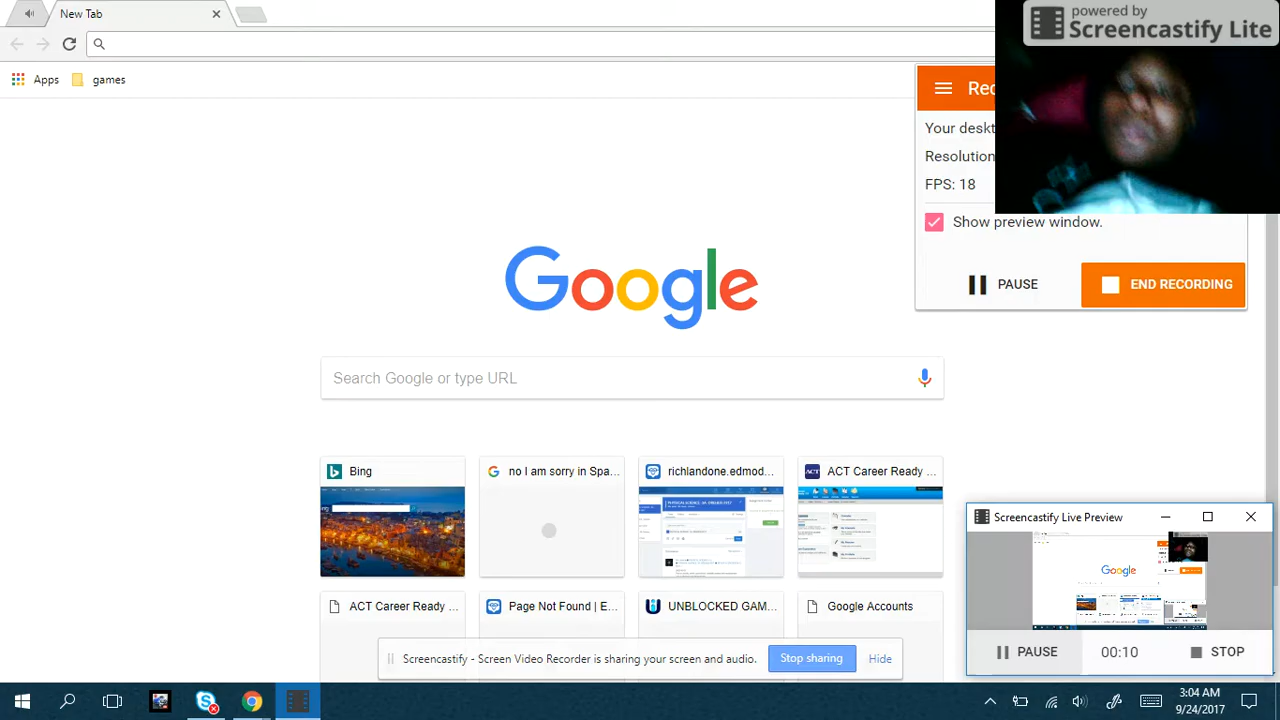 New Tab
powered by
Screencastify Lite
Apps
games
Your
Resolution
FPS: 18
Show preview window.
PAUSE
END RECORDING
Google
Search Google or type URL
Bing
no I am sorry in Spa...
richlandone.edmod...
ACT Career Ready ...
ACT Career Ready ...
Page Not Found | E...
UNBLOCKED GAM...
Google Accounts
Screencastify Live Preview
Google
PAUSE
00:10
STOP
Screencastify - Screen Video Recorder is sharing your screen and audio.
Stop sharing
Hide
3:04 AM
9/24/2017